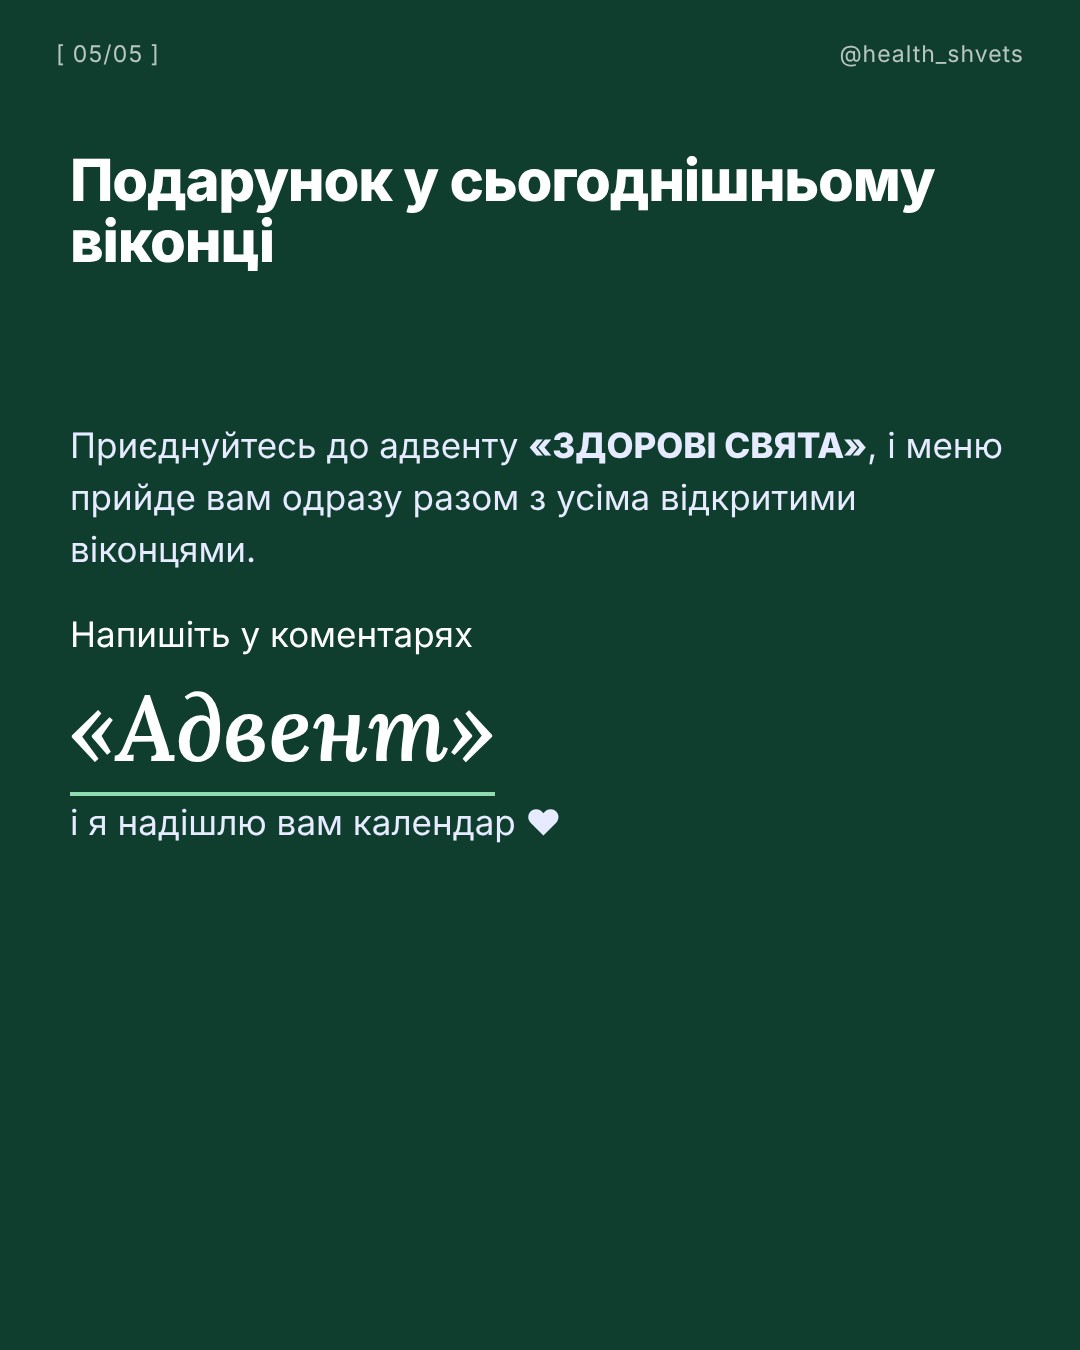 [ 05/05 ]
@health_shvets
Подарунок у сьогоднішньому
віконці
Приєднуйтесь до адвенту «ЗДОРОВІ СВЯТА», і меню
прийде вам одразу разом з усіма відкритими
віконцями.
Напишіть у коментарях
«Адвент»
і я надішлю вам календар ♥